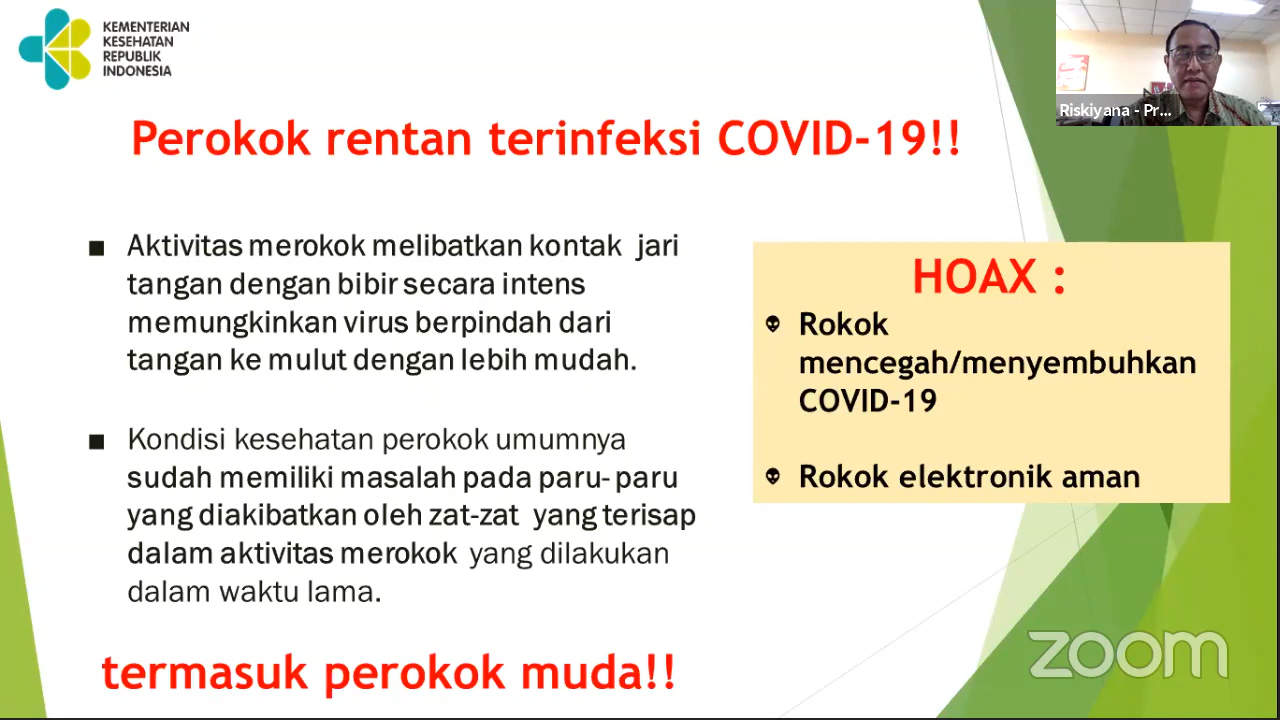 KEMENTERIAN
KESEHATAN
REPUBLIK
INDONESIA
Riskiyana - Pr...
Perokok rentan terinfeksi COVID-19!!
■ Aktivitas merokok melibatkan kontak jari
tangan dengan bibir secara intens
memungkinkan virus berpindah dari
tangan ke mulut dengan lebih mudah.
■ Kondisi kesehatan perokok umumnya
sudah memiliki masalah pada paru-paru
yang diakibatkan oleh zat-zat yang terisap
dalam aktivitas merokok yang dilakukan
dalam waktu lama.
termasuk perokok muda!!
HOAX :
Rokok
mencegah/menyembuhkan
COVID-19
Rokok elektronik aman
zoom